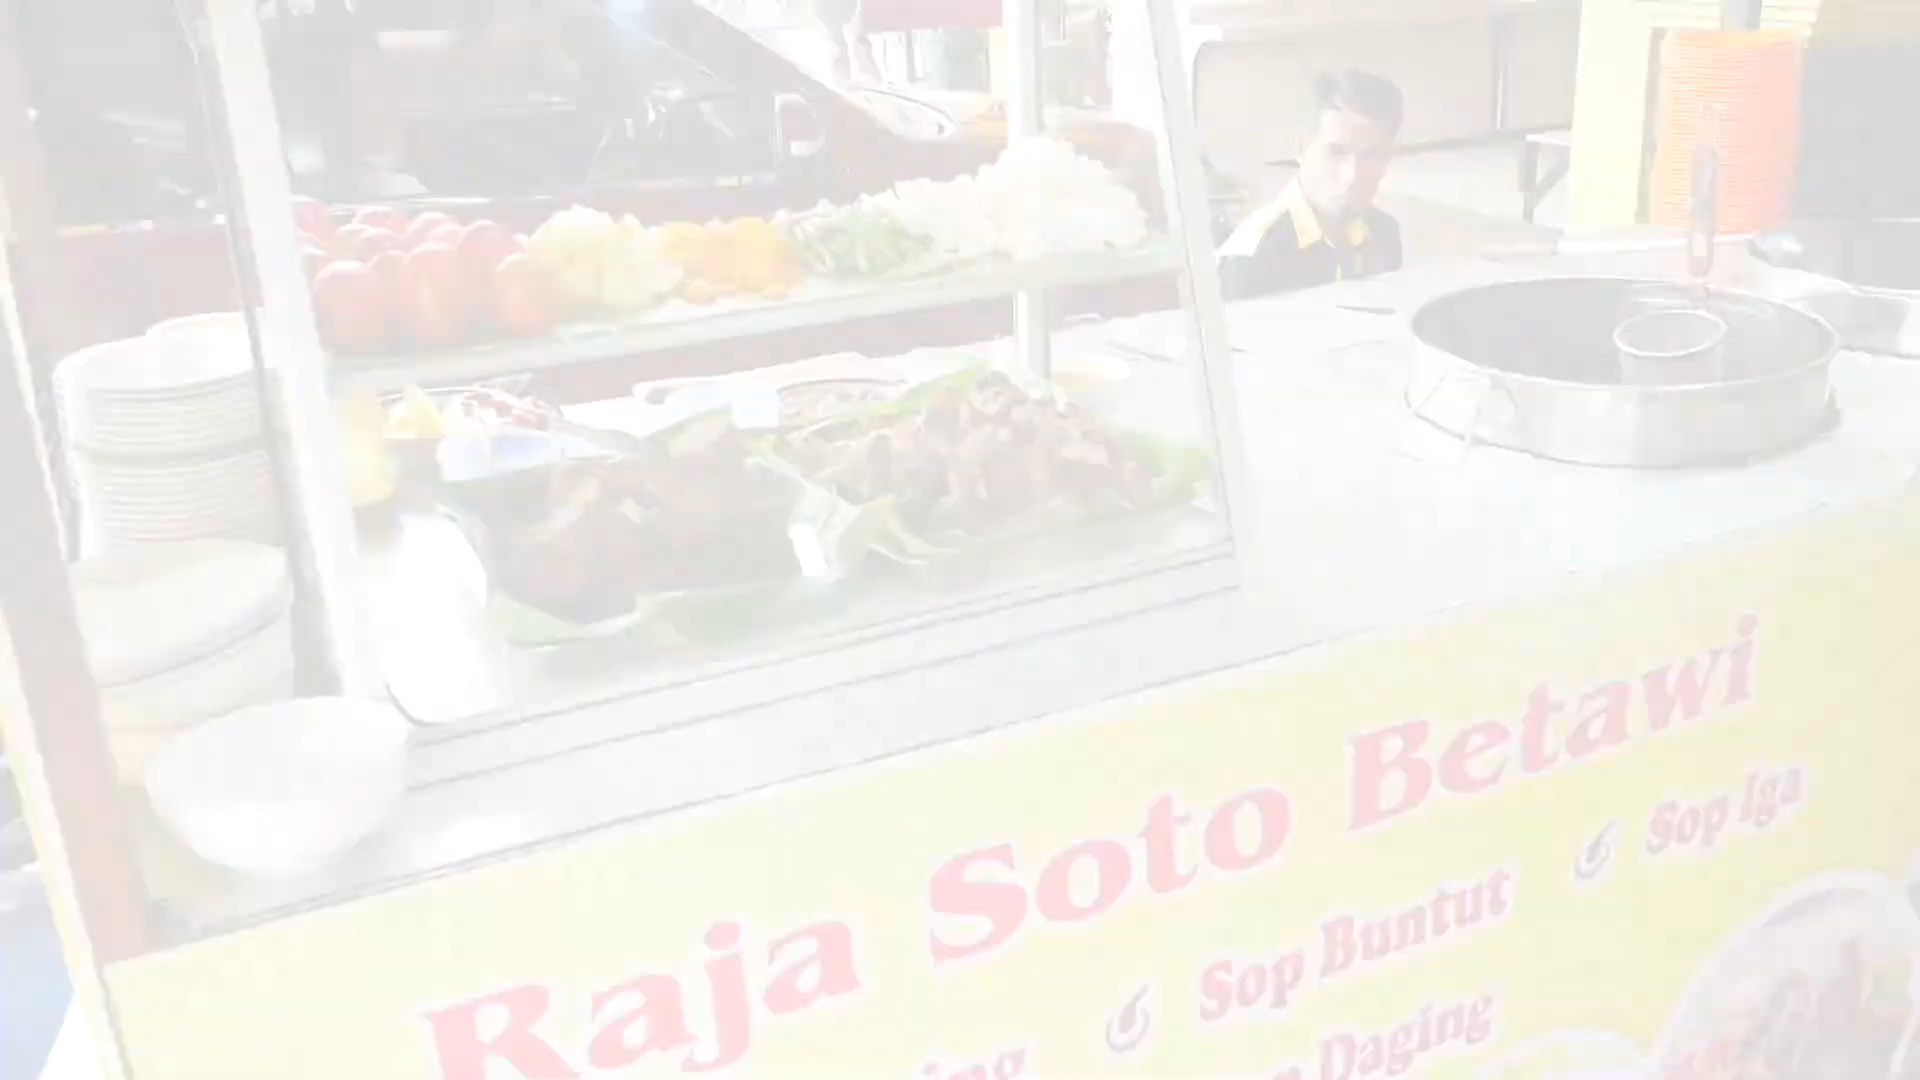 Raja Soto Betawi
Sop Buntut
Sop Iga
Daging